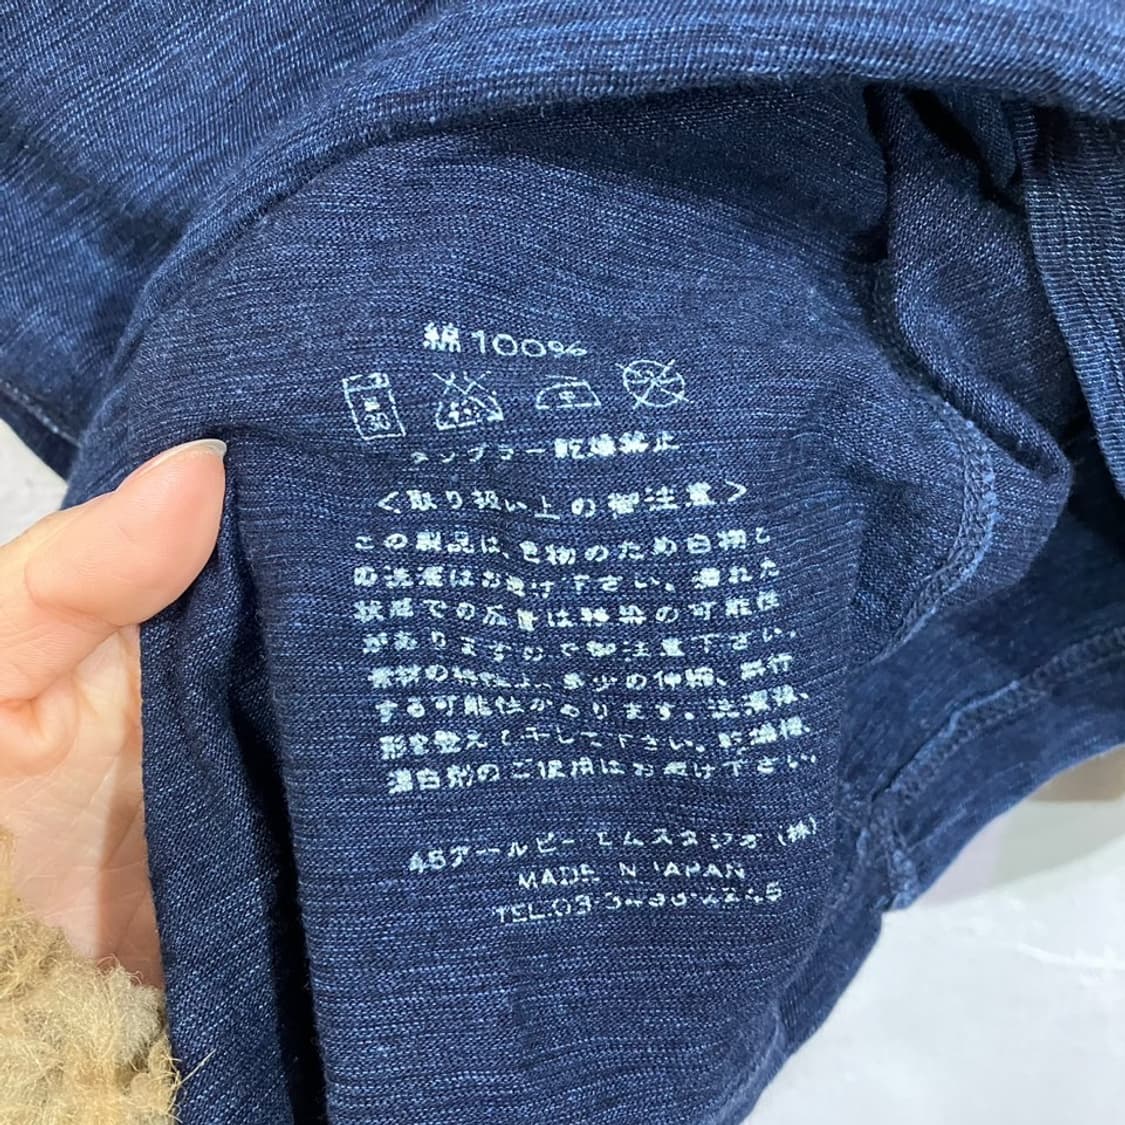 綿100%
タンブラー乾燥禁止
<取り扱い上の御注意>
この製品は、色物のため白物と
の洗濯はお避け下さい。濡れた
状態での放置は移染の可能性
がありますので御注意下さい。
素材の特性上、多少の伸縮、斜行
する可能性があります。洗濯後、
形を整えて干して下さい。乾燥機、
漂白剤のご使用はお避け下さい。
45アールピーエムスタジオ(株)
MADE IN JAPAN
TEL.03